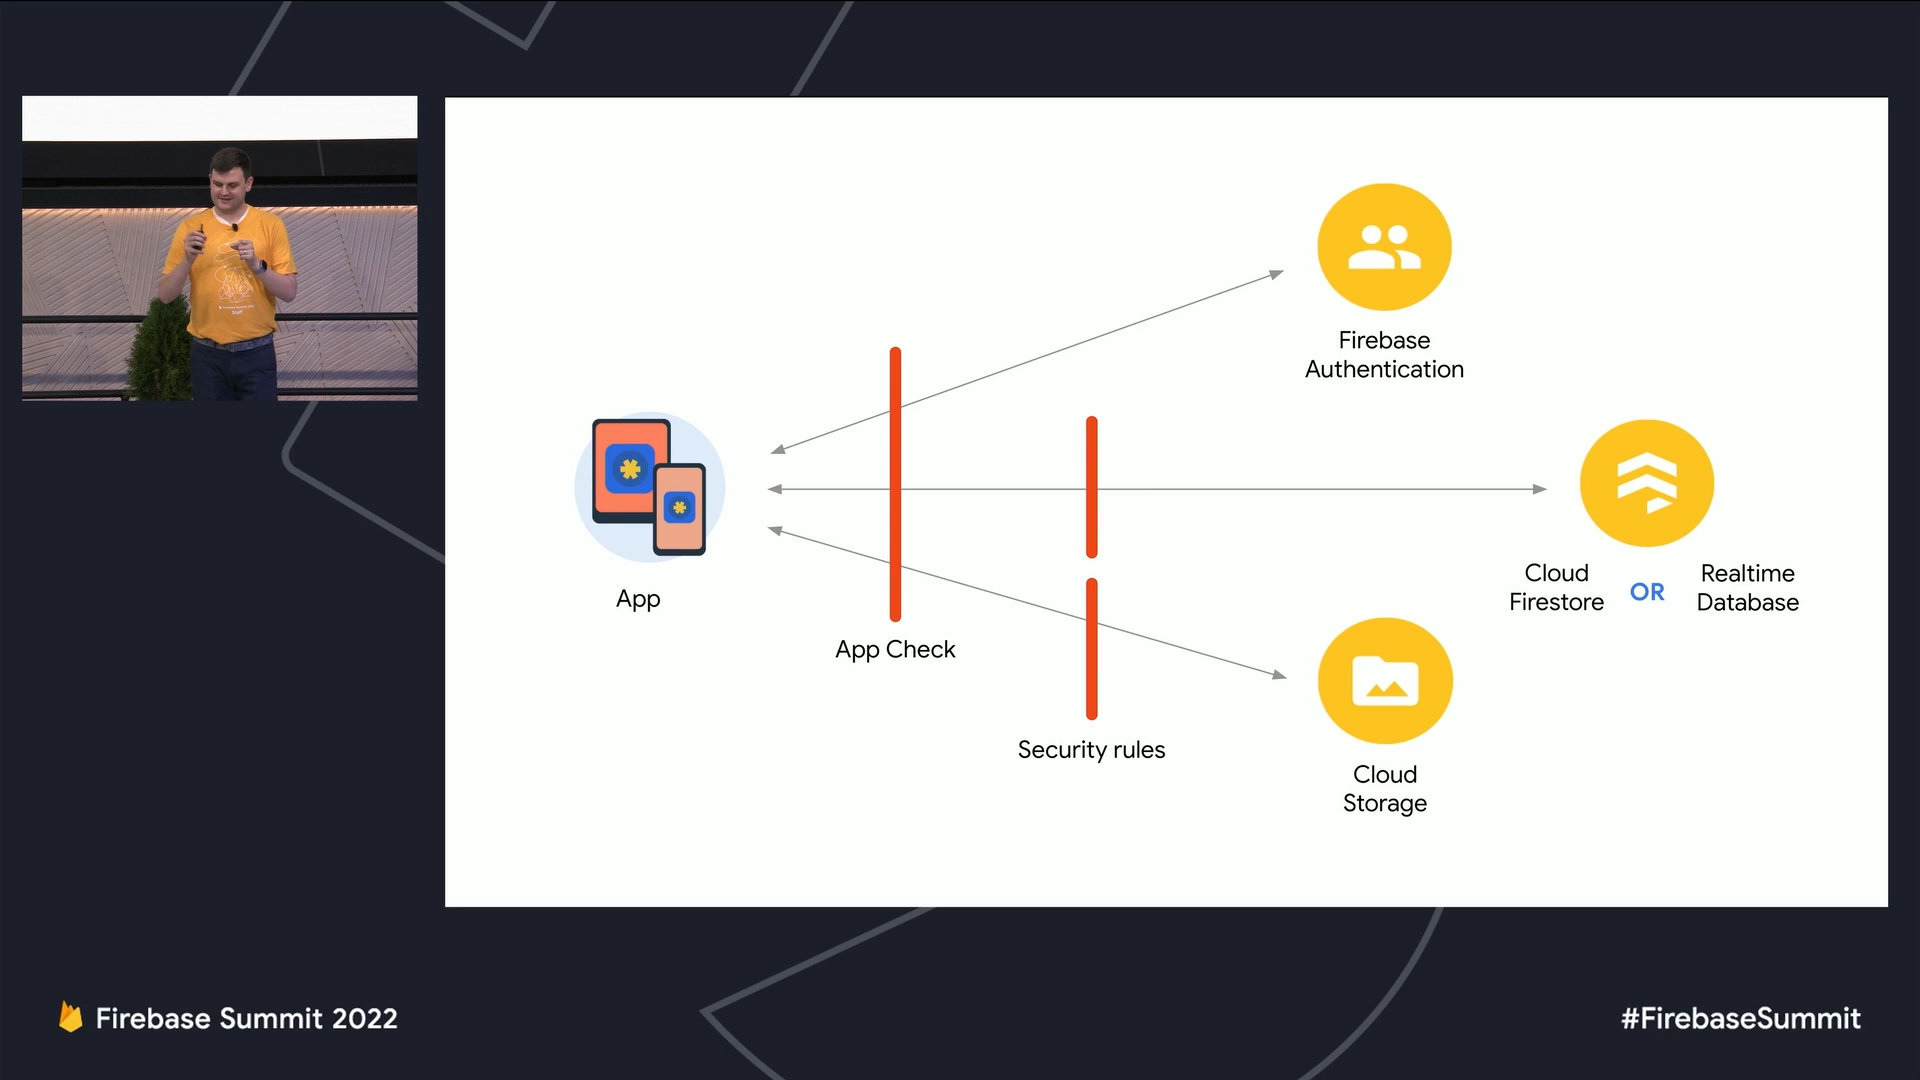 Firebase
Authentication
App
App Check
Security rules
Cloud
Firestore
OR
Realtime
Database
Cloud
Storage
Firebase Summit 2022
#FirebaseSummit